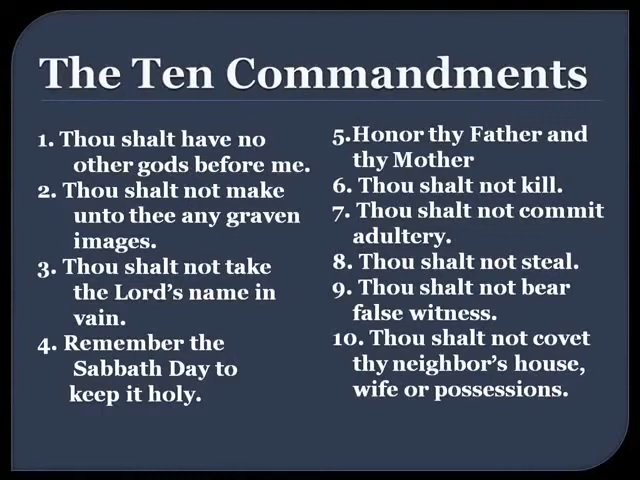 The Ten Commandments
1. Thou shalt have no
other gods before me.
2. Thou shalt not make
unto thee any graven
images.
3. Thou shalt not take
the Lord's name in
vain.
4. Remember the
Sabbath Day to
keep it holy.
5.Honor thy Father and
thy Mother
6. Thou shalt not kill.
7. Thou shalt not commit
adultery.
8. Thou shalt not steal.
9. Thou shalt not bear
false witness.
10. Thou shalt not covet
thy neighbor's house,
wife or possessions.